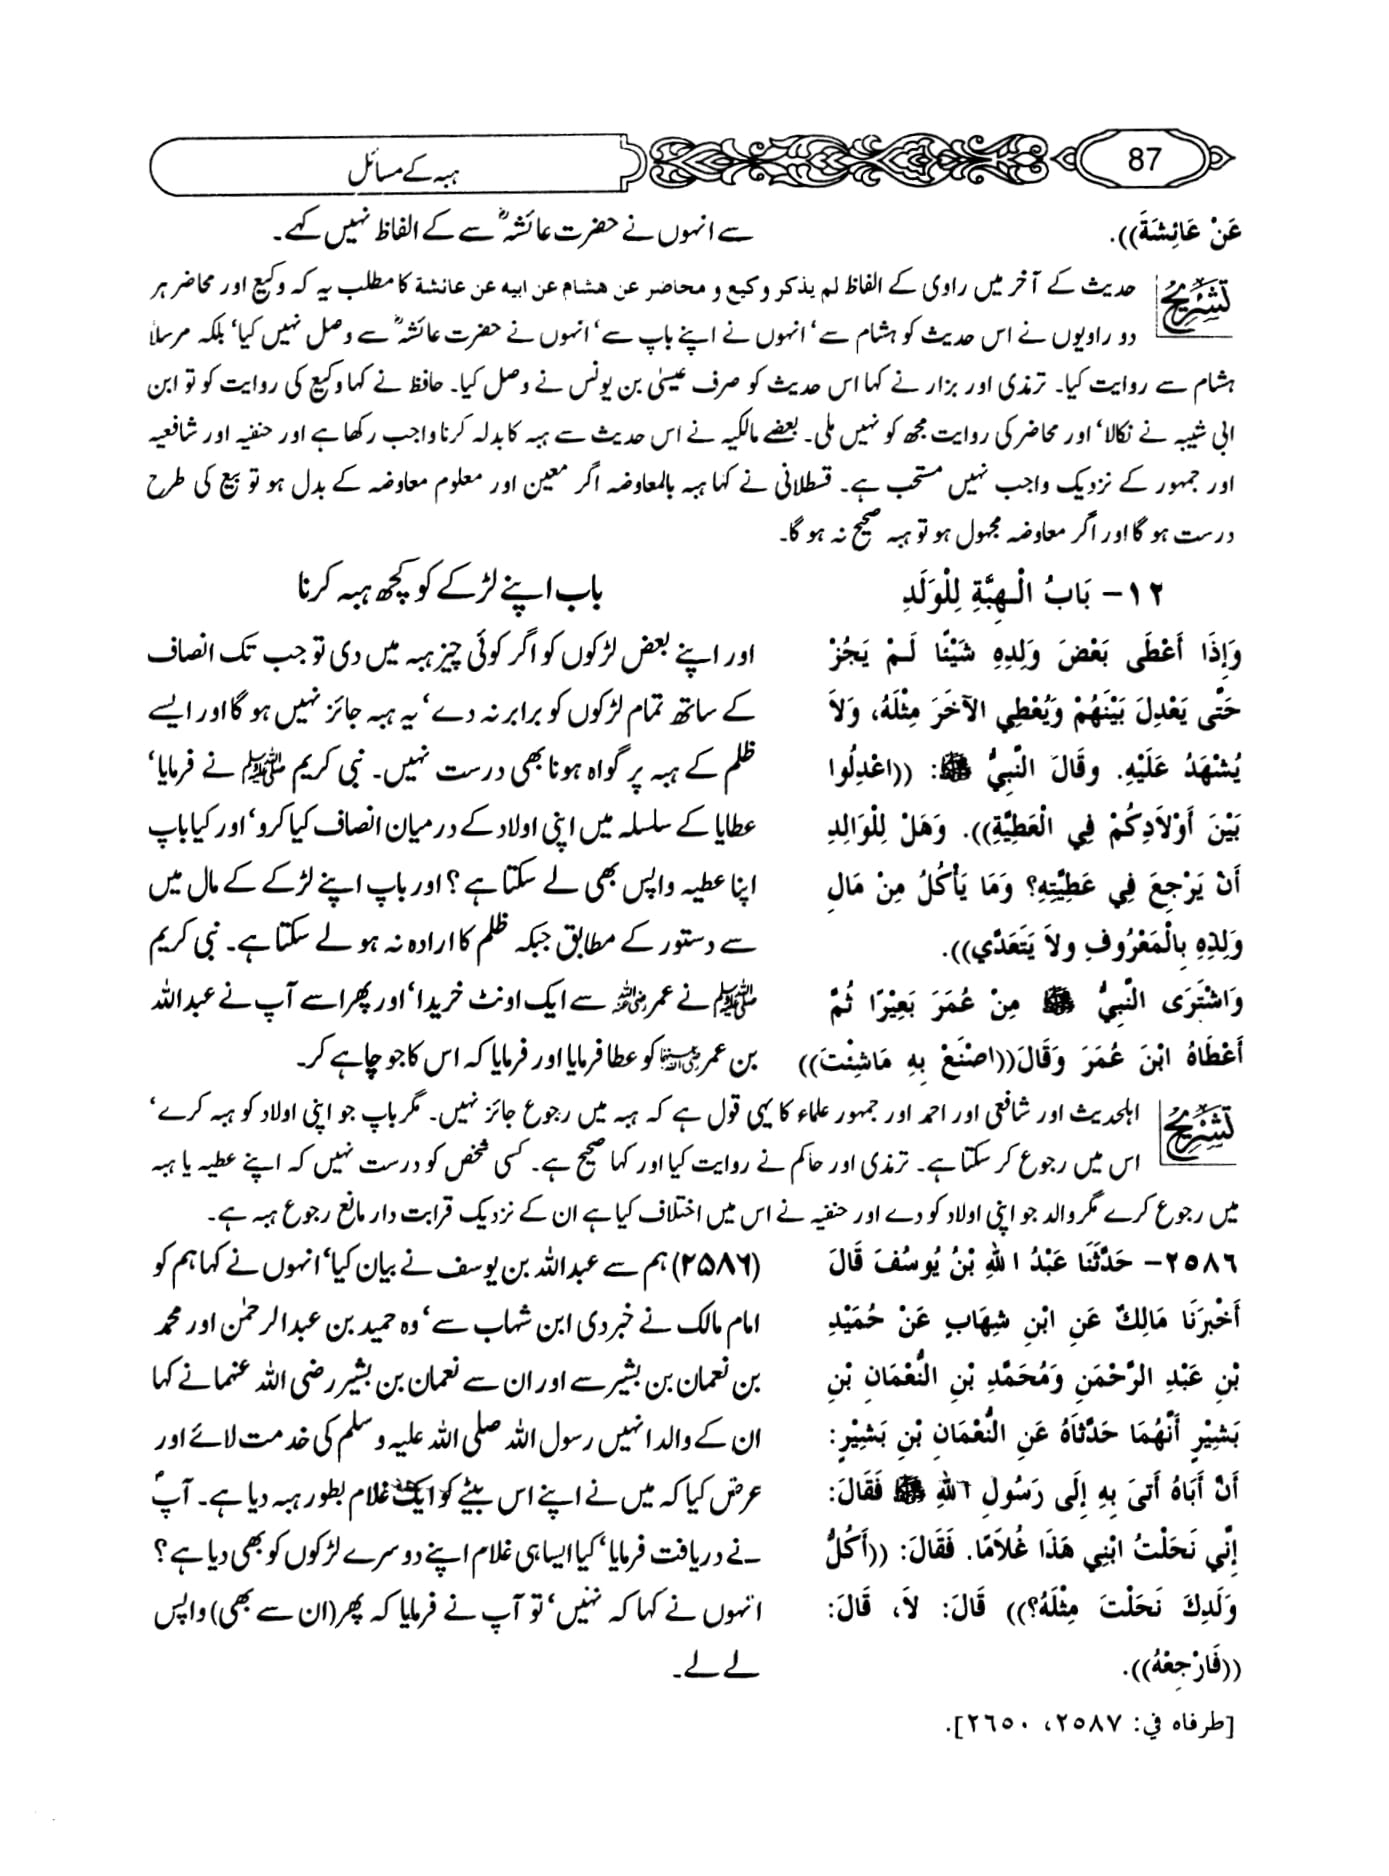 87
ہبہ کے مسائل
عَنْ عَائِشَةَ)).
سے انہوں نے حضرت عائشہؓ سے کے الفاظ نہیں کہے۔
تشریح
حدیث کے آخر میں راوی کے الفاظ لم یذکر وکیع و محاضر عن هشام عن ابیه عن عائشة کا مطلب یہ کہ وکیع اور محاضر ہر
دو راویوں نے اس حدیث کو ہشام سے‘ انہوں نے اپنے باپ سے‘ انہوں نے حضرت عائشہؓ سے وصل نہیں کیا‘ بلکہ مرسلاً
ہشام سے روایت کیا۔ ترمذی اور بزار نے کہا اس حدیث کو صرف عیسیٰ بن یونس نے وصل کیا۔ حافظ نے کہا وکیع کی روایت کو تو ابن
ابی شیبہ نے نکالا‘ اور محاضر کی روایت مجھ کو نہیں ملی۔ بعضے مالکیہ نے اس حدیث سے ہبہ کا بدلہ کرنا واجب رکھا ہے اور حنفیہ اور شافعیہ
اور جمہور کے نزدیک واجب نہیں مستحب ہے۔ قسطلانی نے کہا ہبہ بالمعاوضہ اگر معین اور معلوم معاوضہ کے بدل ہو تو بیع کی طرح
درست ہو گا اور اگر معاوضہ مجہول ہو تو ہبہ صحیح نہ ہو گا۔
١٢- بَابُ الْهِبَّةِ لِلْوَلَدِ
وَإِذَا أَعْطَى بَعْضَ وَلِدِهِ شَيْئًا لَمْ يَجُزْ
حَتَّى يَعْدِلَ بَيْنَهُمْ وَيُعْطِي الآخَرَ مِثْلَهُ، وَلاَ
يُشْهَدُ عَلَيْهِ. وقَالَ النَّبِيُّ ﷺ: ((اعْدِلُوا
بَيْنَ أَوْلاَدِكُمْ فِي الْعَطِيَّةِ)). وَهَلْ لِلْوَالِدِ
أَنْ يَرْجِعَ فِي عَطِيَّتِهِ؟ وَمَا يَأْكُلُ مِنْ مَالِ
وَلِدِهِ بِالْمَعْرُوفِ ولاَ يَتَعَدَّي)).
وَاشْتَرَى النَّبِيُّ ﷺ مِنْ عُمَرَ بَعِيْرًا ثُمَّ
أَعْطَاهُ ابْنَ عُمَرَ وَقَالَ((اصْنَعْ بِهِ مَاشِئْتَ))
باب اپنے لڑکے کو کچھ ہبہ کرنا
اور اپنے بعض لڑکوں کو اگر کوئی چیز ہبہ میں دی تو جب تک انصاف
کے ساتھ تمام لڑکوں کو برابر نہ دے‘ یہ ہبہ جائز نہیں ہو گا اور ایسے
ظلم کے ہبہ پر گواہ ہونا بھی درست نہیں۔ نبی کریم ﷺ نے فرمایا‘
عطایا کے سلسلہ میں اپنی اولاد کے درمیان انصاف کیا کرو‘ اور کیا باپ
اپنا عطیہ واپس بھی لے سکتا ہے؟ اور باپ اپنے لڑکے کے مال میں
سے دستور کے مطابق جبکہ ظلم کا ارادہ نہ ہو لے سکتا ہے۔ نبی کریم
ﷺ نے عمر رضی اللہ عنہ سے ایک اونٹ خریدا‘ اور پھر اسے آپ نے عبداللہ
بن عمر رضی اللہ عنہما کو عطا فرمایا اور فرمایا کہ اس کا جو چاہے کر۔
تشریح
اہلحدیث اور شافعی اور احمد اور جمہور علماء کا یہی قول ہے کہ ہبہ میں رجوع جائز نہیں۔ مگر باپ جو اپنی اولاد کو ہبہ کرے‘
اس میں رجوع کر سکتا ہے۔ ترمذی اور حاکم نے روایت کیا اور کہا صحیح ہے۔ کسی شخص کو درست نہیں کہ اپنے عطیہ یا ہبہ
میں رجوع کرے مگر والد جو اپنی اولاد کو دے اور حنفیہ نے اس میں اختلاف کیا ہے ان کے نزدیک قرابت دار مانع رجوع ہبہ ہے۔
٢٥٨٦- حَدَّثَنَا عَبْدُ اللهِ بْنُ يُوسُفَ قَالَ
أَخْبَرَنَا مَالِكٌ عَنِ ابْنِ شِهَابٍ عَنْ حُمَيْدِ
بْنِ عَبْدِ الرَّحْمَنِ وَمُحَمَّدِ بْنِ النُّعْمَانِ بْنِ
بَشِيْرٍ أَنَّهُمَا حَدَّثَاهُ عَنِ النُّعْمَانِ بْنِ بَشِيْرٍ:
أَنَّ أَبَاهُ أَتَى بِهِ إِلَى رَسُولِ اللهِ ﷺ فَقَالَ:
إِنِّي نَحَلْتُ ابْنِي هَذَا غُلاَمًا. فَقَالَ: ((أَكُلَّ
وَلَدِكَ نَحَلْتَ مِثْلَهُ؟)) قَالَ: لاَ، قَالَ:
((فَارْجِعْهُ)).
[طرفاه في: ٢٥٨٧، ٢٦٥٠].
(۲۵۸۶) ہم سے عبداللہ بن یوسف نے بیان کیا‘ انہوں نے کہا ہم کو
امام مالک نے خبر دی ابن شہاب سے‘ وہ حمید بن عبدالرحمٰن اور محمد
بن نعمان بن بشیر سے اور ان سے نعمان بن بشیر رضی اللہ عنہما نے کہا
ان کے والد انہیں رسول اللہ صلی اللہ علیہ وسلم کی خدمت لائے اور
عرض کیا کہ میں نے اپنے اس بیٹے کو ایک غلام بطور ہبہ دیا ہے۔ آپؐ
نے دریافت فرمایا‘ کیا ایسا ہی غلام اپنے دوسرے لڑکوں کو بھی دیا ہے؟
انہوں نے کہا کہ نہیں‘ تو آپ نے فرمایا کہ پھر (ان سے بھی) واپس
لے لے۔